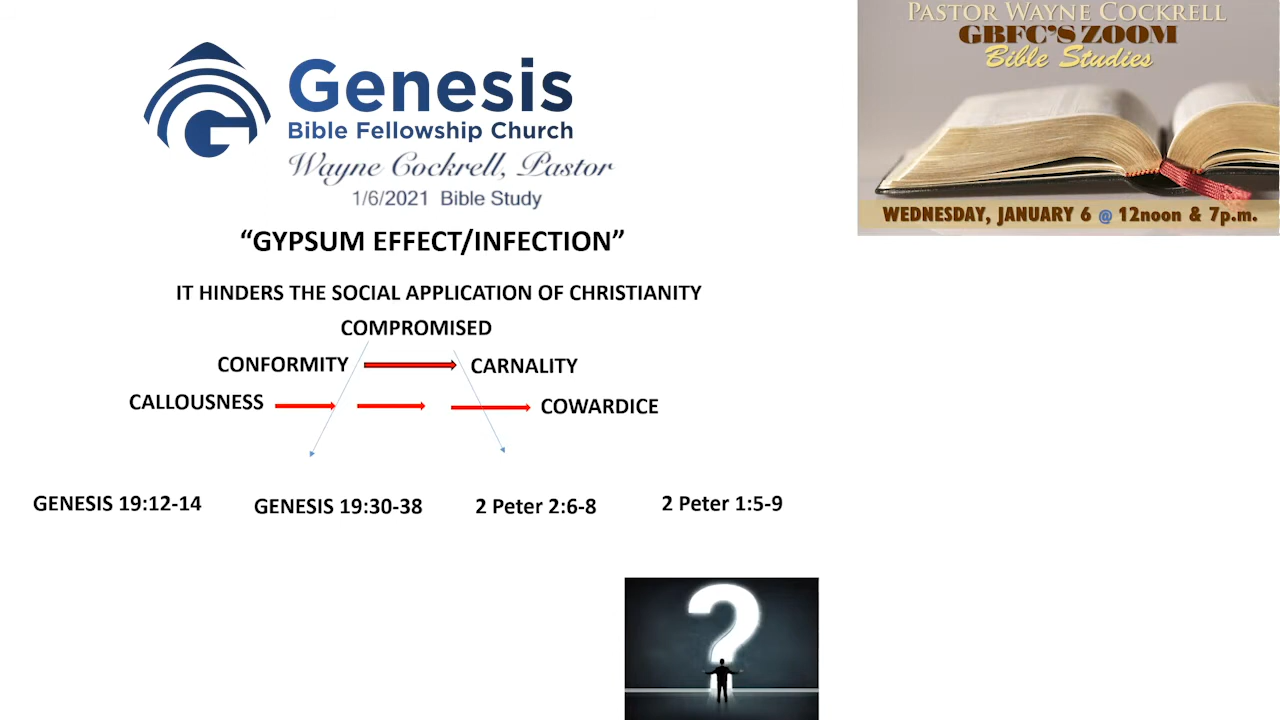 Genesis
Bible Fellowship Church
Wayne Cockrell, Pastor
1/6/2021 Bible Study
PASTOR WAYNE COCKRELL
GBFC'S ZOOM
Bible Studies
WEDNESDAY, JANUARY 6 @ 12noon & 7p.m.
“GYPSUM EFFECT/INFECTION”
IT HINDERS THE SOCIAL APPLICATION OF CHRISTIANITY
COMPROMISED
CONFORMITY CARNALITY
CALLOUSNESS COWARDICE
GENESIS 19:12-14 GENESIS 19:30-38 2 Peter 2:6-8 2 Peter 1:5-9